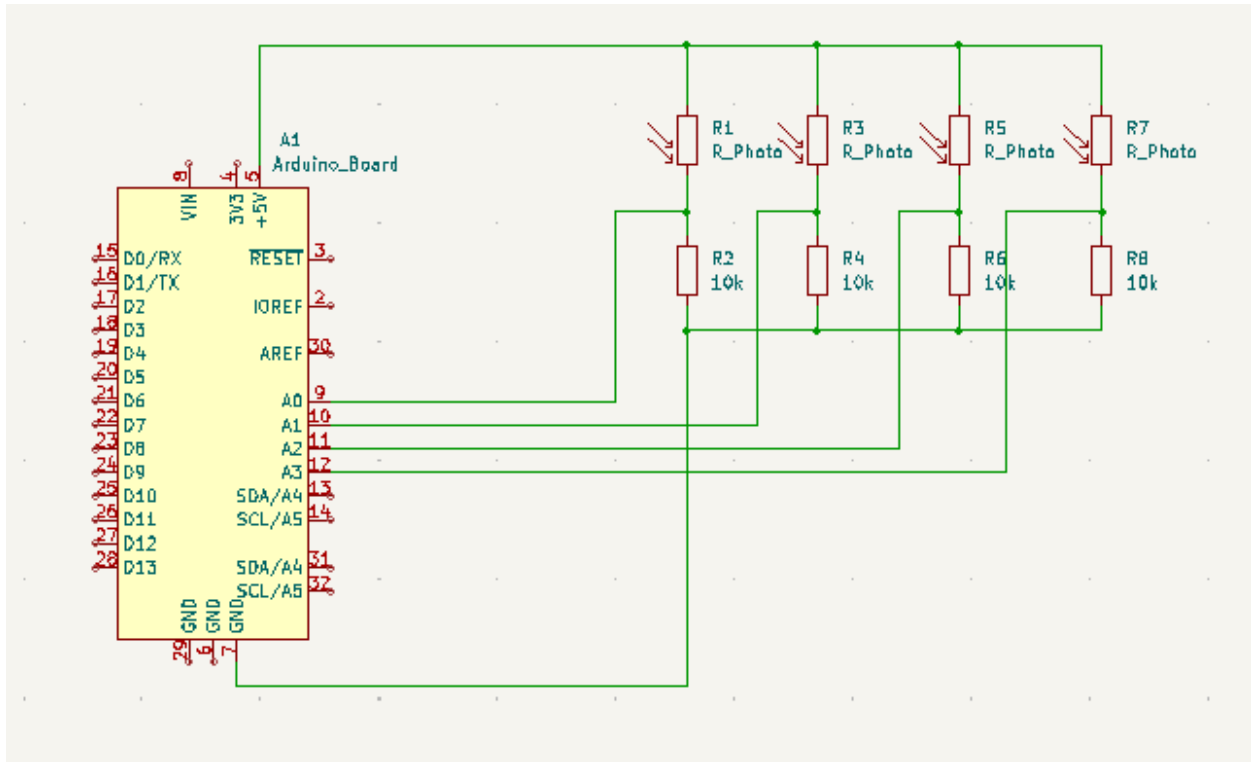 A1
Arduino_Board
8
4
5
VIN
3V3
+5V
R1
R_Photo
R3
R_Photo
R5
R_Photo
R7
R_Photo
15 D0/RX
RESET 3
16 D1/TX
17 D2
IOREF 2
18 D3
19 D4
AREF 30
20 D5
21 D6
A0 9
22 D7
A1 10
23 D8
A2 11
24 D9
A3 12
25 D10
SDA/A4 13
26 D11
SCL/A5 14
27 D12
28 D13
SDA/A4 31
SCL/A5 32
R2
10k
R4
10k
R6
10k
R8
10k
GND
GND
GND
29
6
7